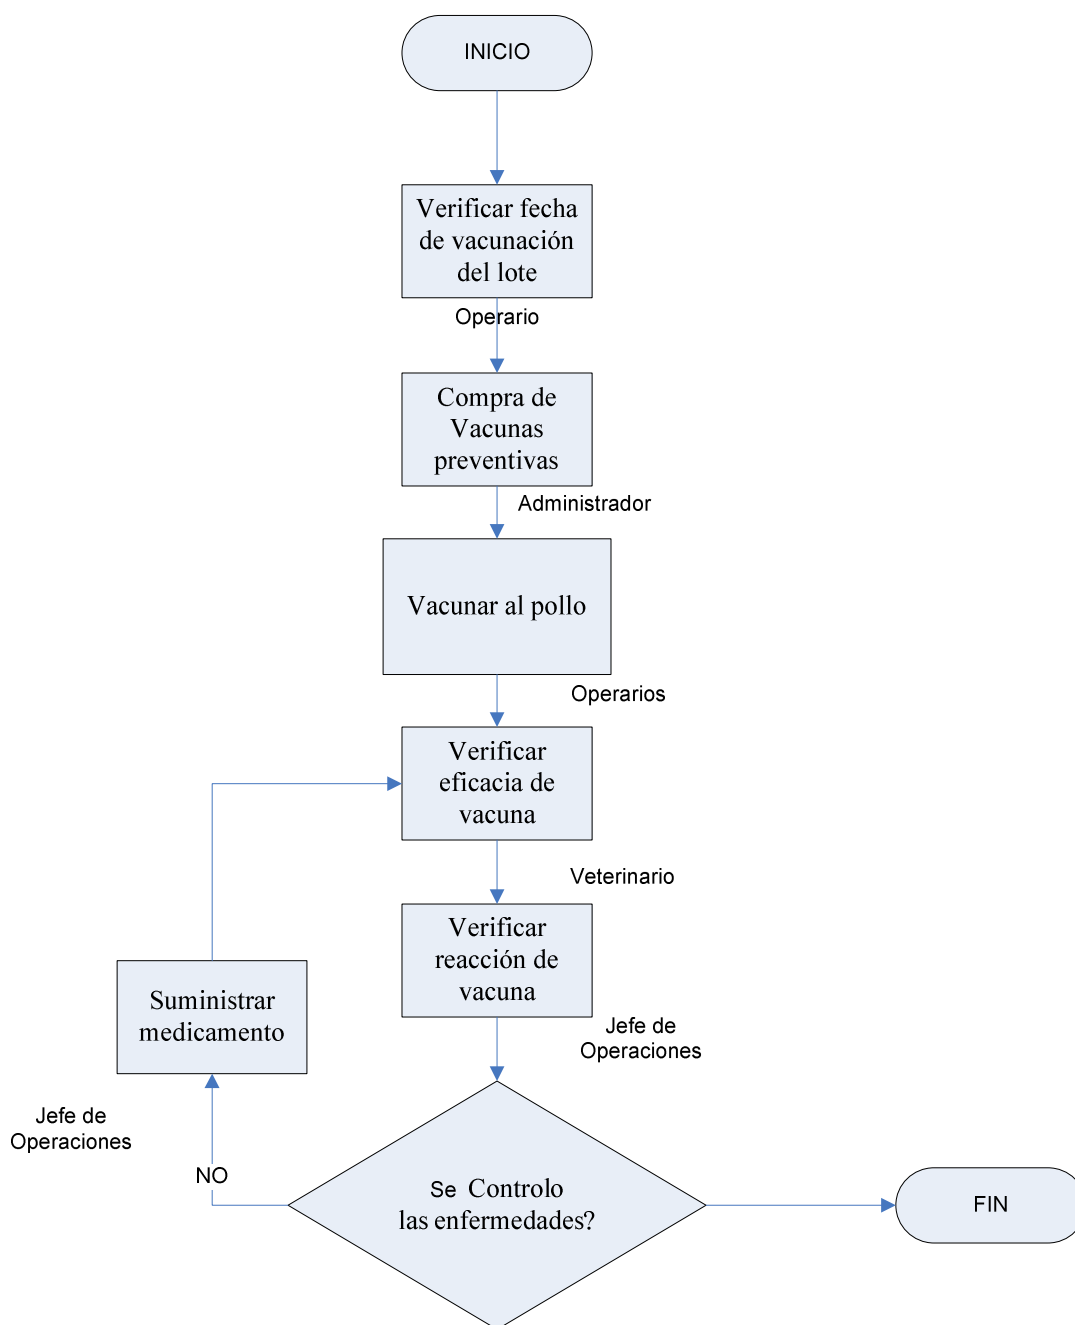 INICIO
Verificar fecha
de vacunación
del lote
Operario
Compra de
Vacunas
preventivas
Administrador
Vacunar al pollo
Operarios
Verificar
eficacia de
vacuna
Veterinario
Verificar
reacción de
vacuna
Jefe de
Operaciones
Suministrar
medicamento
Jefe de
Operaciones
NO
Se Controlo
las enfermedades?
FIN